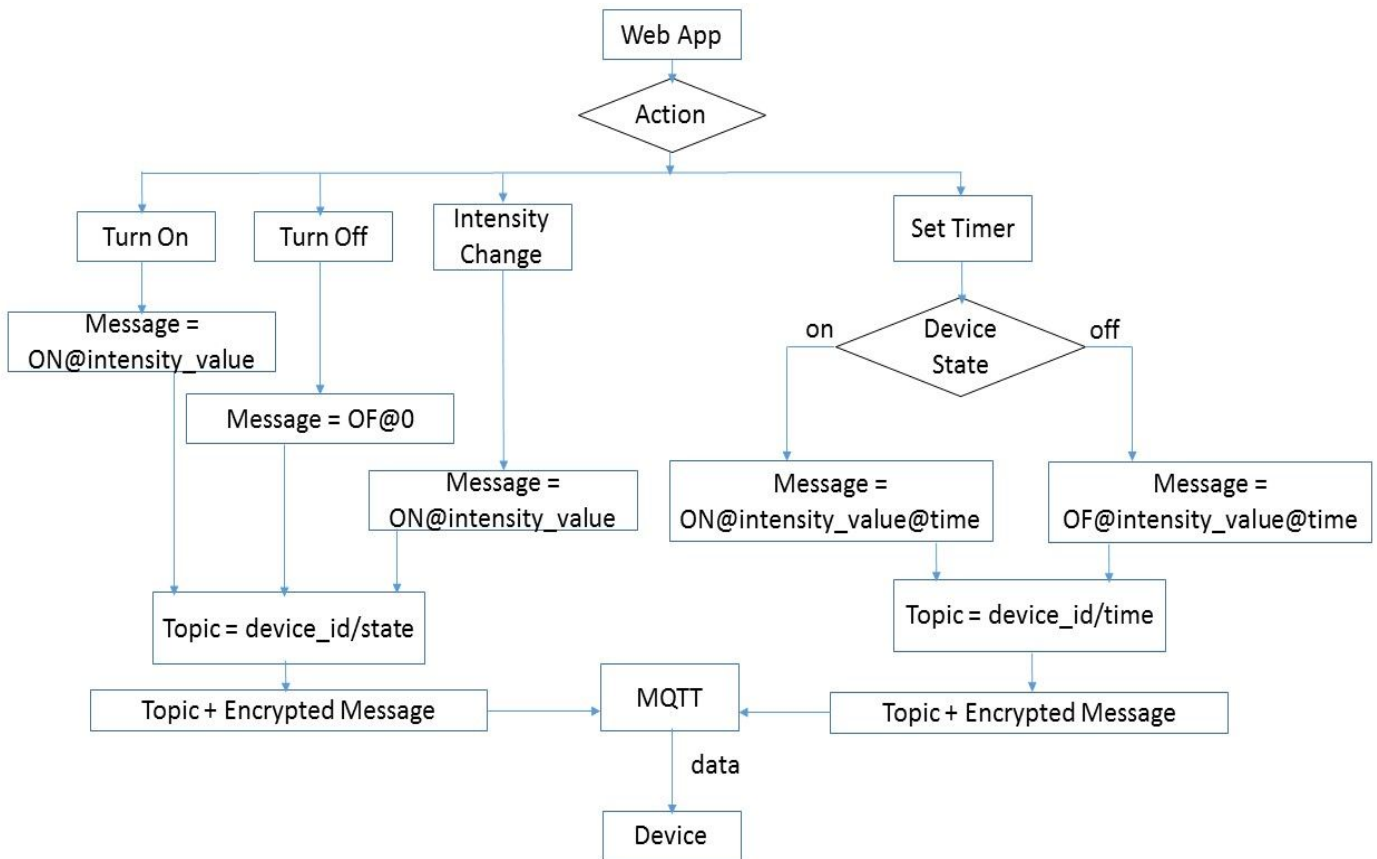 Web App
Action
Turn On
Turn Off
Intensity
Change
Set Timer
Message =
ON@intensity_value
on
Device
State
off
Message = OF@0
Message =
ON@intensity_value
Message =
ON@intensity_value@time
Message =
OF@intensity_value@time
Topic = device_id/state
Topic = device_id/time
Topic + Encrypted Message
MQTT
Topic + Encrypted Message
data
Device